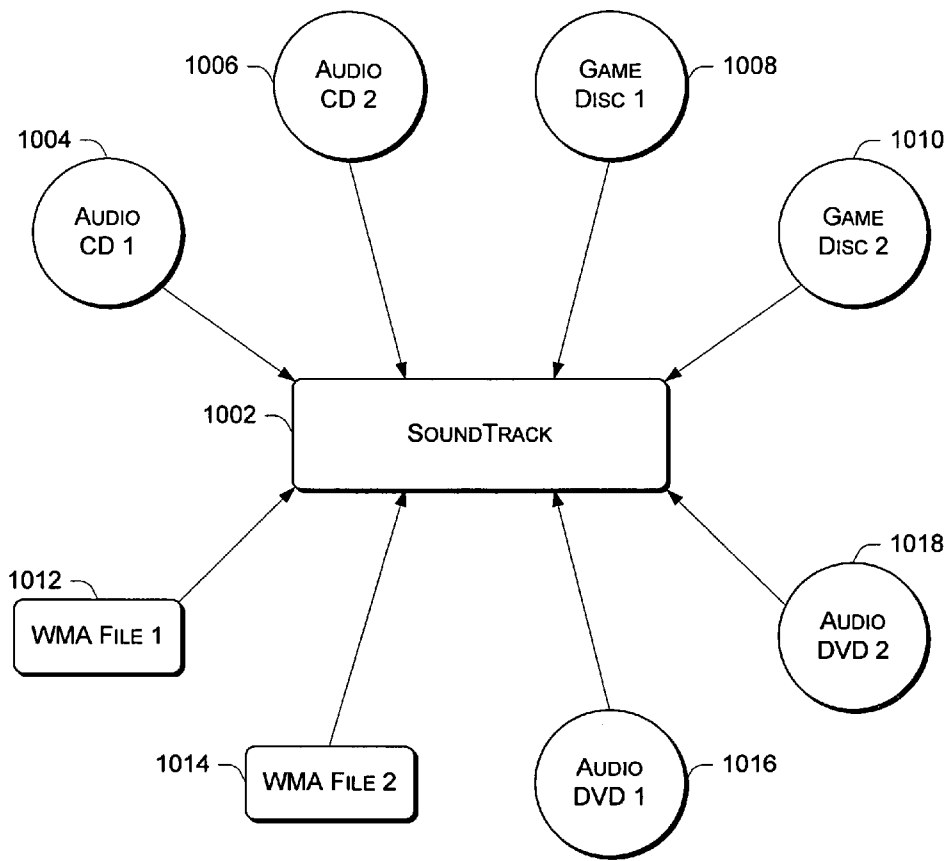 1006
AUDIO
CD 2
GAME
DISC 1
1008
1004
AUDIO
CD 1
1010
GAME
DISC 2
1002
SOUNDTRACK
1012
WMA FILE 1
1018
AUDIO
DVD 2
1014
WMA FILE 2
AUDIO
DVD 1
1016